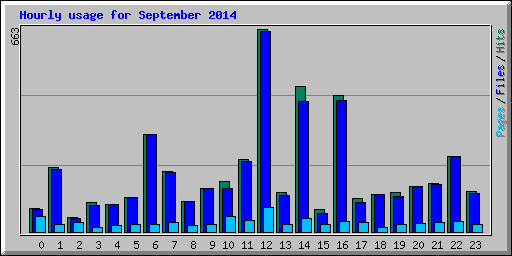 Hourly usage for September 2014
663
Pages / Files / Hits
0 1 2 3 4 5 6 7 8 9 10 11 12 13 14 15 16 17 18 19 20 21 22 23